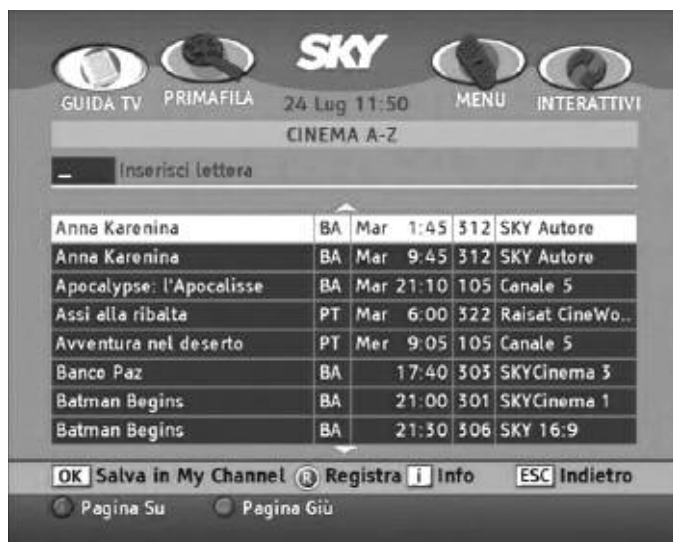 SKY
GUIDA TV PRIMAFILA 24 Lug 11:50 MENU INTERATTIVI
CINEMA A-Z
_ Inserisci lettera
Anna Karenina BA Mar 1:45 312 SKY Autore
Anna Karenina BA Mar 9:45 312 SKY Autore
Apocalypse: l'Apocalisse BA Mar 21:10 105 Canale 5
Assi alla ribalta PT Mar 6:00 322 Raisat CineWo..
Avventura nel deserto PT Mer 9:05 105 Canale 5
Banco Paz BA 17:40 303 SKYCinema 3
Batman Begins BA 21:00 301 SKYCinema 1
Batman Begins BA 21:30 306 SKY 16:9
OK Salva in My Channel R Registra i Info ESC Indietro
Pagina Su Pagina Giù